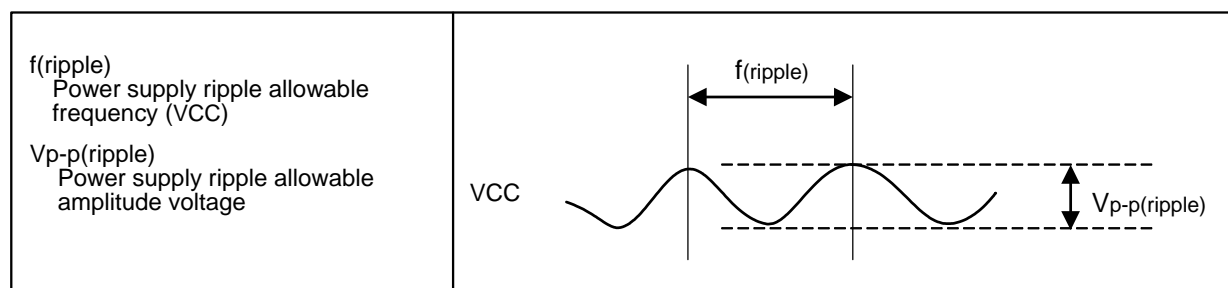 f(ripple)
Power supply ripple allowable
frequency (VCC)
Vp-p(ripple)
Power supply ripple allowable
amplitude voltage
f(ripple)
VCC
Vp-p(ripple)